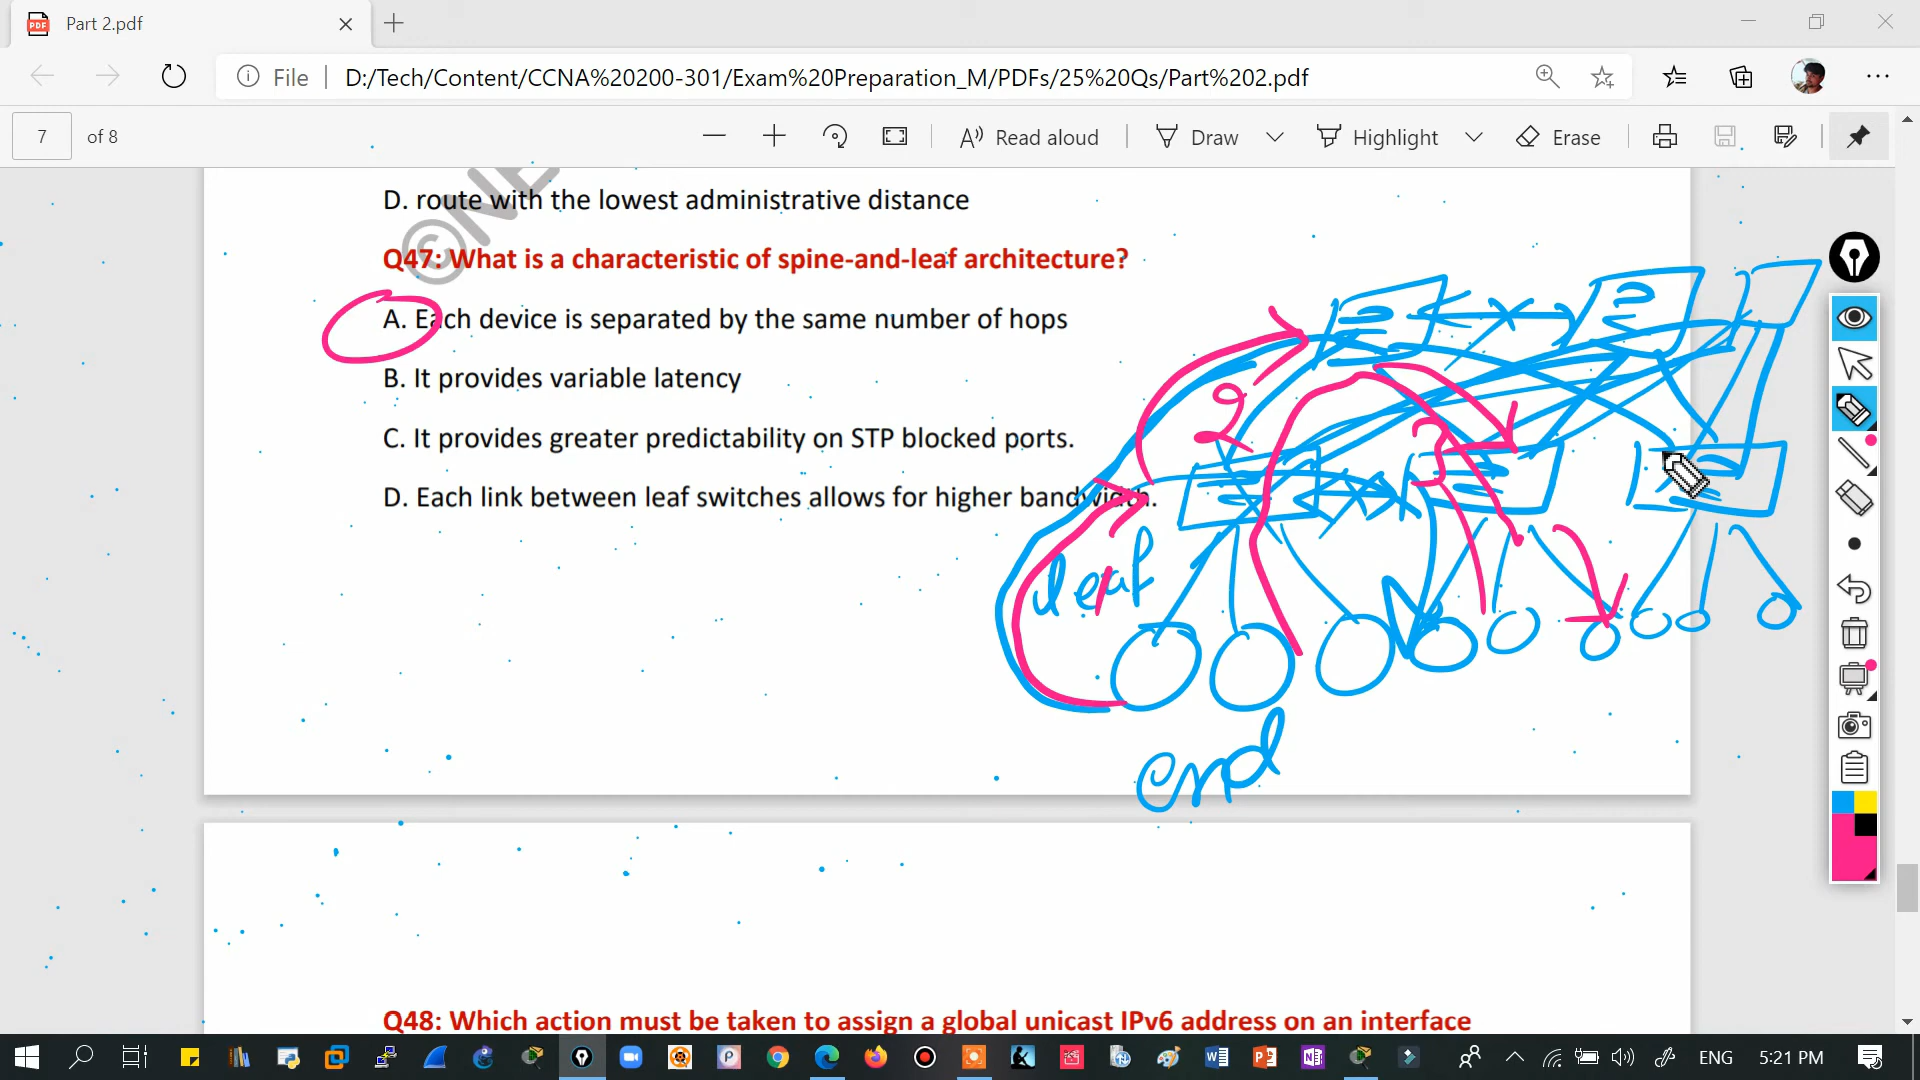 Part 2.pdf
File
D:/Tech/Content/CCNA%20200-301/Exam%20Preparation_M/PDFs/25%20Qs/Part%202.pdf
7 of 8
Read aloud
Draw
Highlight
Erase
©NE
D. route with the lowest administrative distance
Q47: What is a characteristic of spine-and-leaf architecture?
A. Each device is separated by the same number of hops
B. It provides variable latency
C. It provides greater predictability on STP blocked ports.
D. Each link between leaf switches allows for higher bandwidth.
2
3
leaf
1
end
Q48: Which action must be taken to assign a global unicast IPv6 address on an interface
ENG
5:21 PM